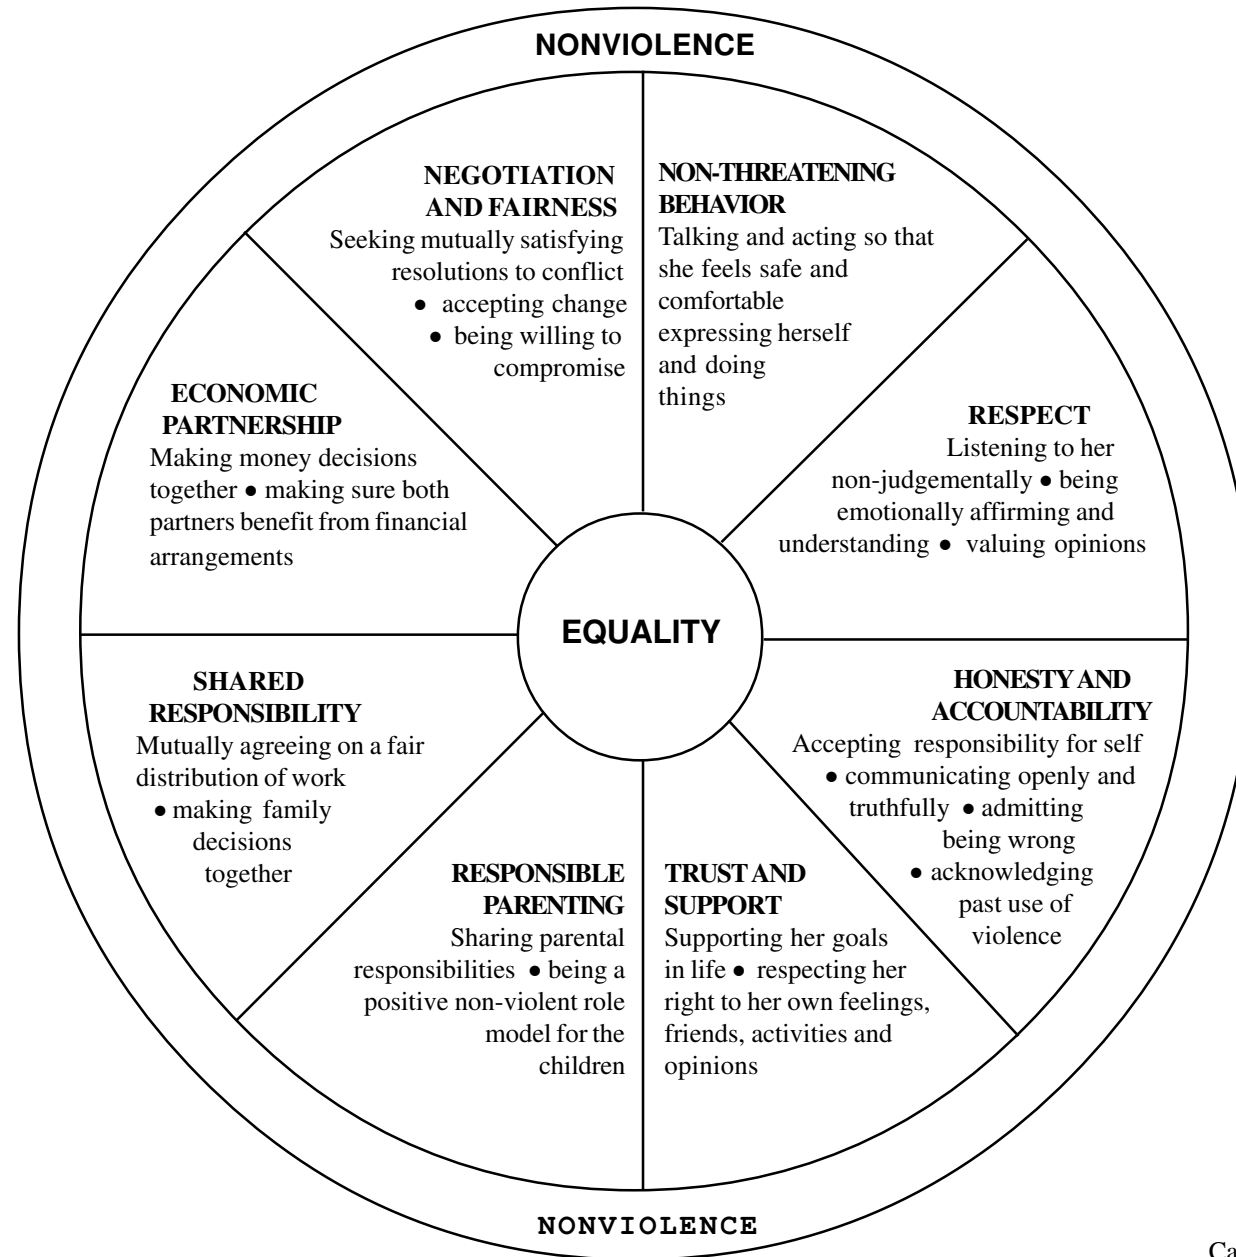 NONVIOLENCE
NEGOTIATION
AND FAIRNESS
Seeking mutually satisfying
resolutions to conflict
• accepting change
• being willing to
compromise
NON-THREATENING
BEHAVIOR
Talking and acting so that
she feels safe and
comfortable
expressing herself
and doing
things
ECONOMIC
PARTNERSHIP
Making money decisions
together • making sure both
partners benefit from financial
arrangements
RESPECT
Listening to her
non-judgementally • being
emotionally affirming and
understanding • valuing opinions
EQUALITY
SHARED
RESPONSIBILITY
Mutually agreeing on a fair
distribution of work
• making family
decisions
together
HONESTY AND
ACCOUNTABILITY
Accepting responsibility for self
• communicating openly and
truthfully • admitting
being wrong
• acknowledging
past use of
violence
RESPONSIBLE
PARENTING
Sharing parental
responsibilities • being a
positive non-violent role
model for the
children
TRUST AND
SUPPORT
Supporting her goals
in life • respecting her
right to her own feelings,
friends, activities and
opinions
NONVIOLENCE